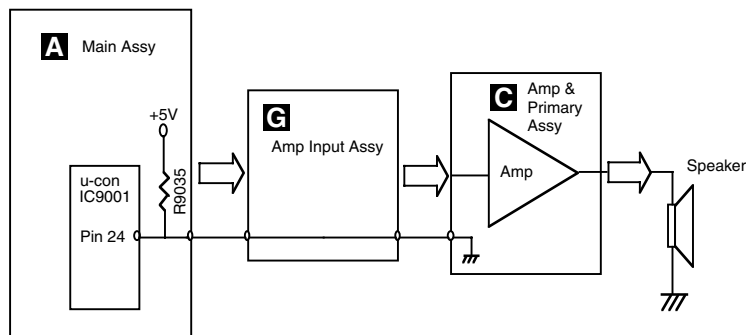 A Main Assy
+5V
R9035
u-con
IC9001
Pin 24
G
Amp Input Assy
C Amp &
Primary
Assy
Amp
Speaker